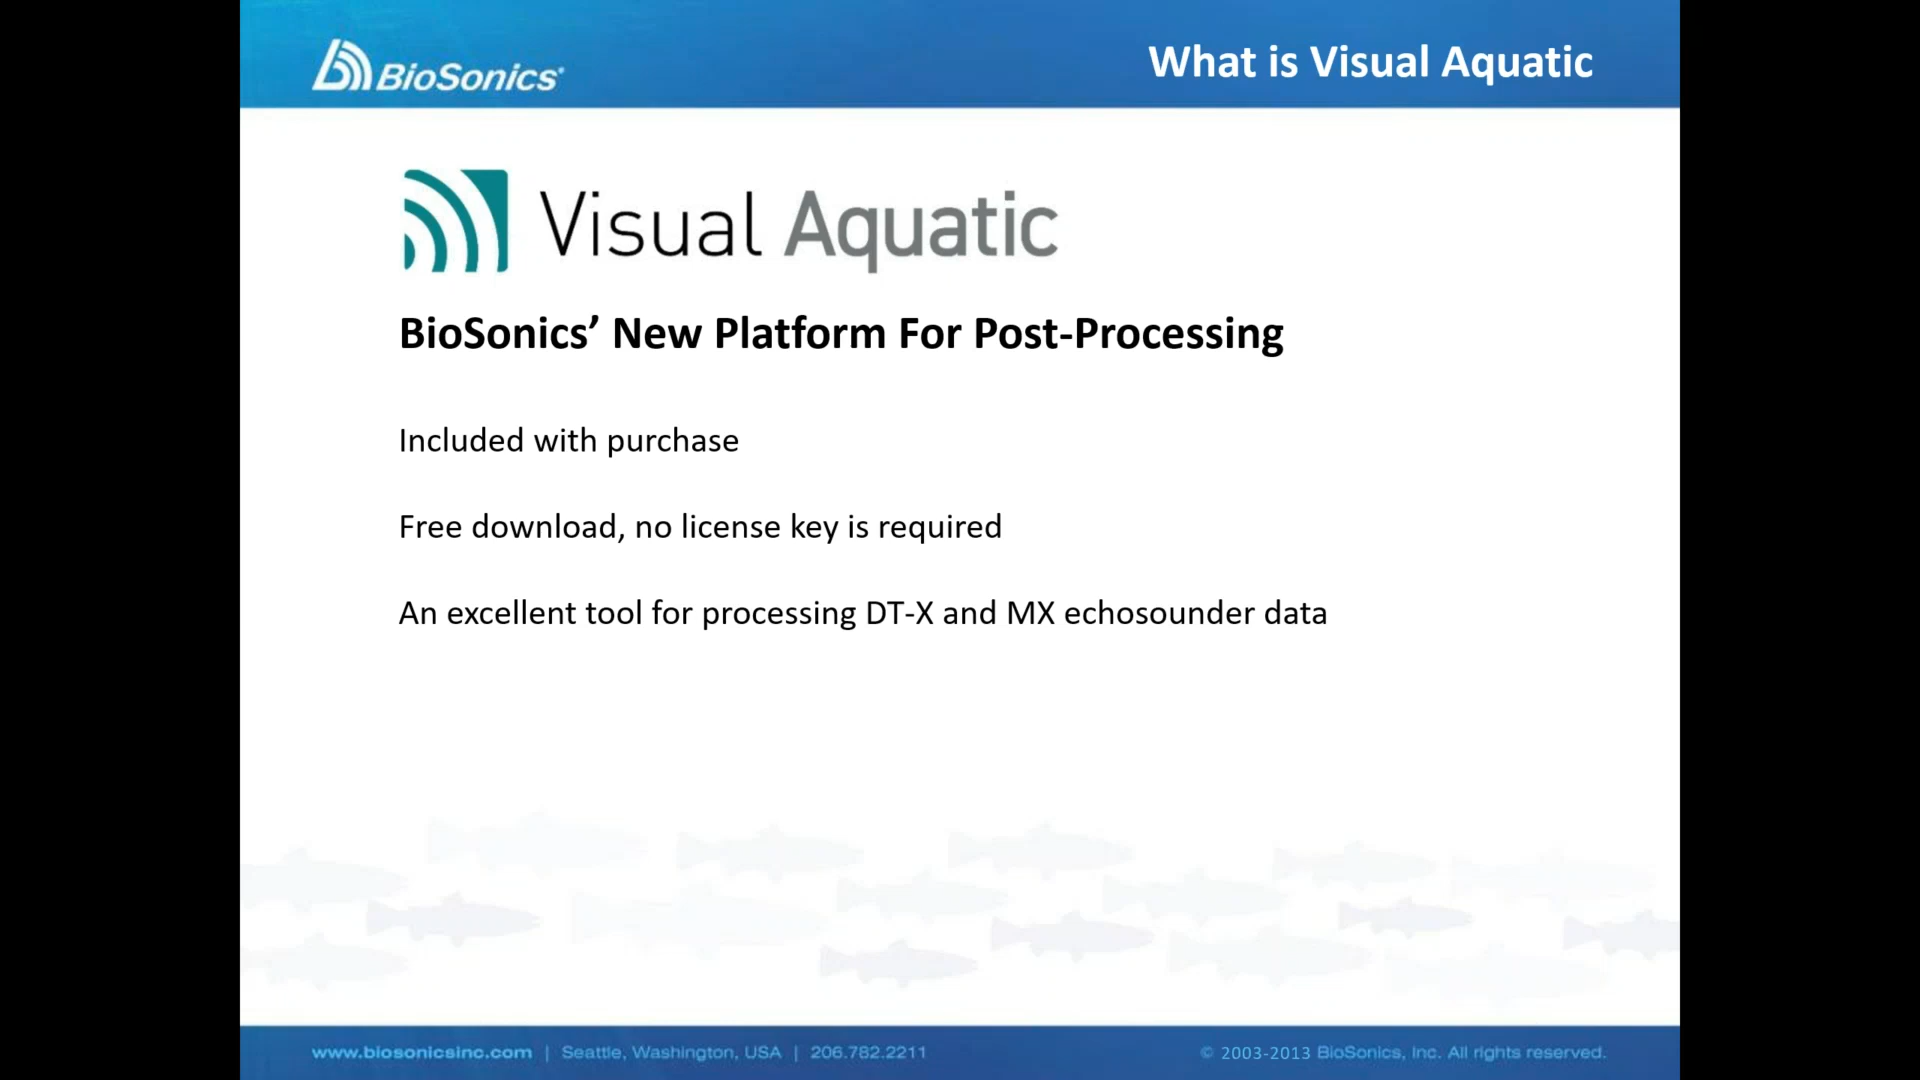 BioSonics®
What is Visual Aquatic
Visual Aquatic
BioSonics’ New Platform For Post-Processing
Included with purchase
Free download, no license key is required
An excellent tool for processing DT-X and MX echosounder data
www.biosonicsinc.com | Seattle, Washington, USA | 206.782.2211
© 2003-2013 BioSonics, Inc. All rights reserved.